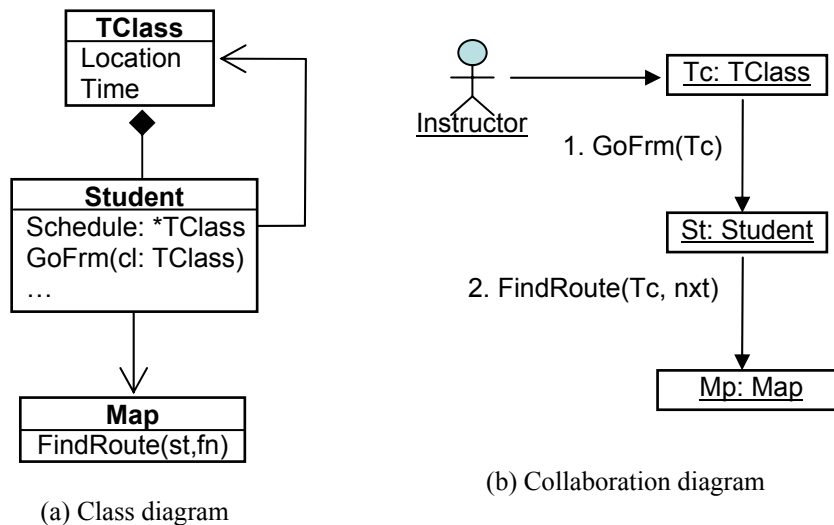 TClass
Location
Time
Student
Schedule: *TClass
GoFrm(cl: TClass)
…
Map
FindRoute(st,fn)
(a) Class diagram
Instructor
Tc: TClass
1. GoFrm(Tc)
St: Student
2. FindRoute(Tc, nxt)
Mp: Map
(b) Collaboration diagram